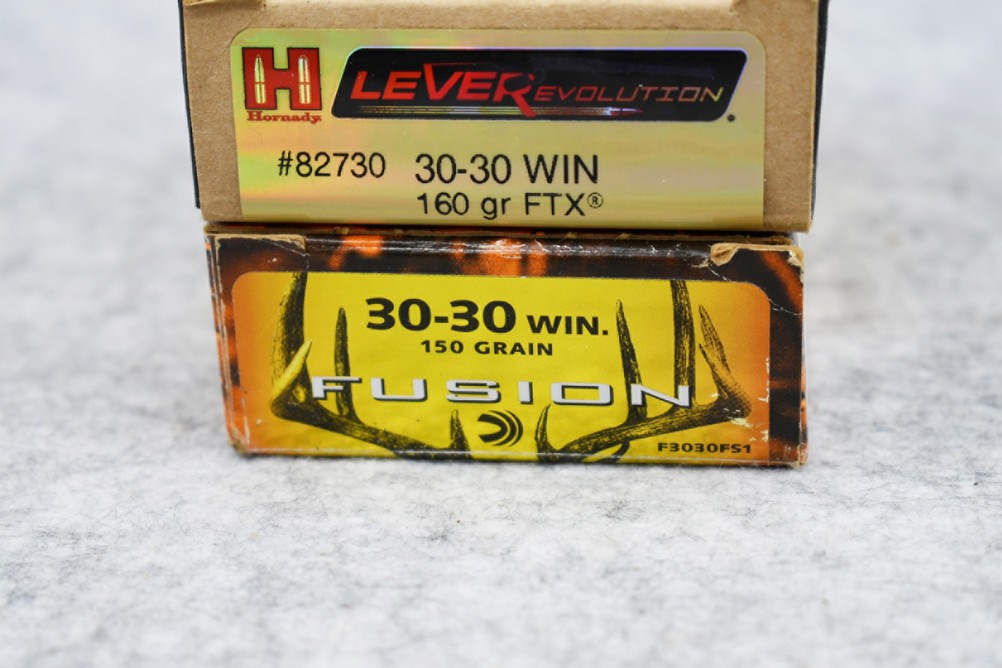 H
Hornady
LEVEREVOLUTION
#82730 30-30 WIN
160 gr FTX®
30-30 WIN.
150 GRAIN
FUSION
F3030FS1